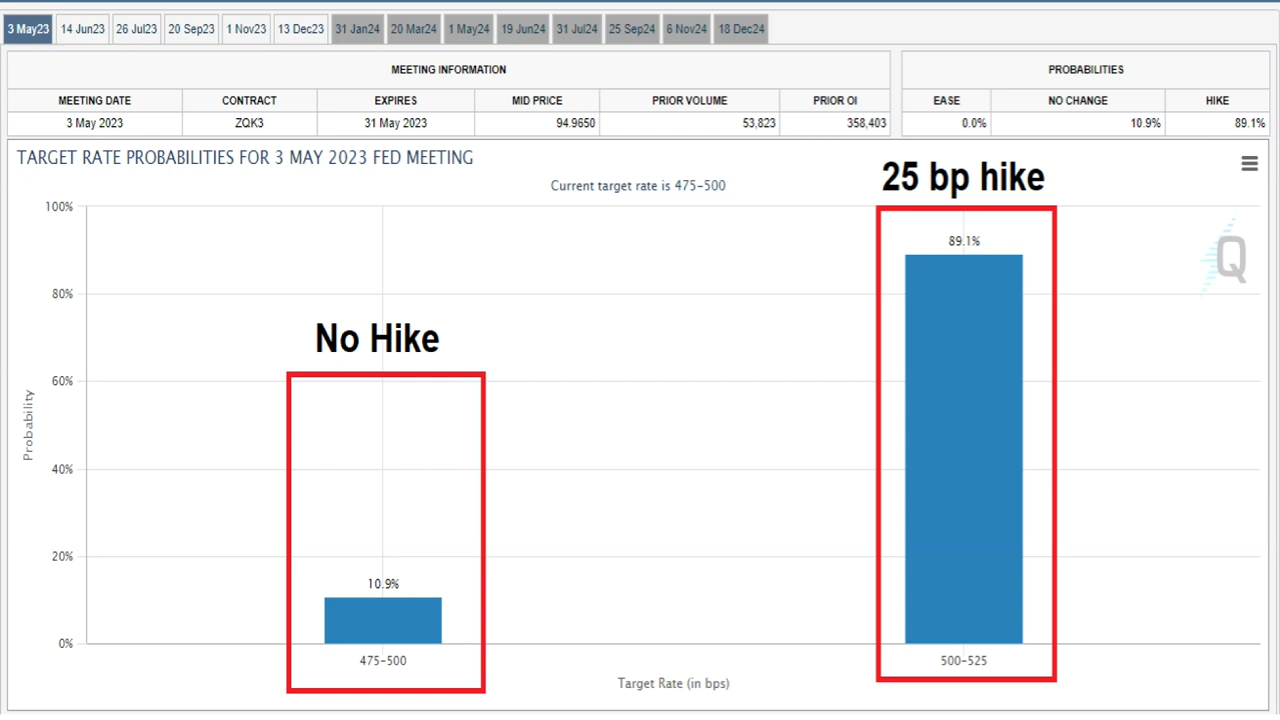 3 May23 14 Jun23 26 Jul23 20 Sep23 1 Nov23 13 Dec23 31 Jan24 20 Mar24 1 May24 19 Jun24 31 Jul24 25 Sep24 6 Nov24 18 Dec24
MEETING INFORMATION PROBABILITIES
MEETING DATE CONTRACT EXPIRES MID PRICE PRIOR VOLUME PRIOR OI EASE NO CHANGE HIKE
3 May 2023 ZQK3 31 May 2023 94.9650 53,823 358,403 0.0% 10.9% 89.1%
TARGET RATE PROBABILITIES FOR 3 MAY 2023 FED MEETING
25 bp hike
Current target rate is 475-500
100%
Q
89.1%
80%
No Hike
60%
Probability
40%
20%
10.9%
0%
475-500 500-525
Target Rate (in bps)